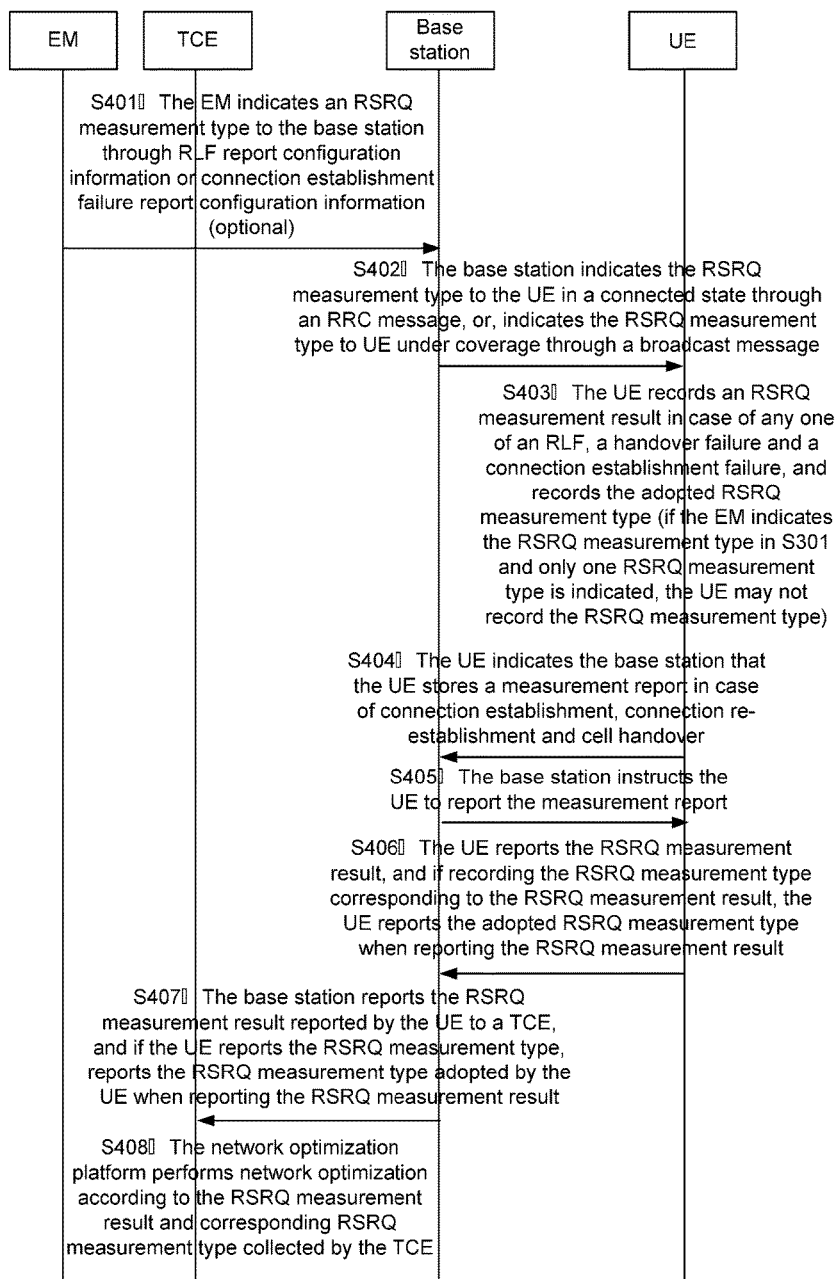 EM
TCE
Base
station
UE
S401 The EM indicates an RSRQ
measurement type to the base station
through RLF report configuration
information or connection establishment
failure report configuration information
(optional)
S402 The base station indicates the RSRQ
measurement type to the UE in a connected state through
an RRC message, or, indicates the RSRQ measurement
type to UE under coverage through a broadcast message
S403 The UE records an RSRQ
measurement result in case of any one
of an RLF, a handover failure and a
connection establishment failure, and
records the adopted RSRQ
measurement type (if the EM indicates
the RSRQ measurement type in S301
and only one RSRQ measurement
type is indicated, the UE may not
record the RSRQ measurement type)
S404 The UE indicates the base station that
the UE stores a measurement report in case
of connection establishment, connection re-
establishment and cell handover
S405 The base station instructs the
UE to report the measurement report
S406 The UE reports the RSRQ measurement
result, and if recording the RSRQ measurement type
corresponding to the RSRQ measurement result, the
UE reports the adopted RSRQ measurement type
when reporting the RSRQ measurement result
S407 The base station reports the RSRQ
measurement result reported by the UE to a TCE,
and if the UE reports the RSRQ measurement type,
reports the RSRQ measurement type adopted by the
UE when reporting the RSRQ measurement result
S408 The network optimization
platform performs network optimization
according to the RSRQ measurement
result and corresponding RSRQ
measurement type collected by the TCE